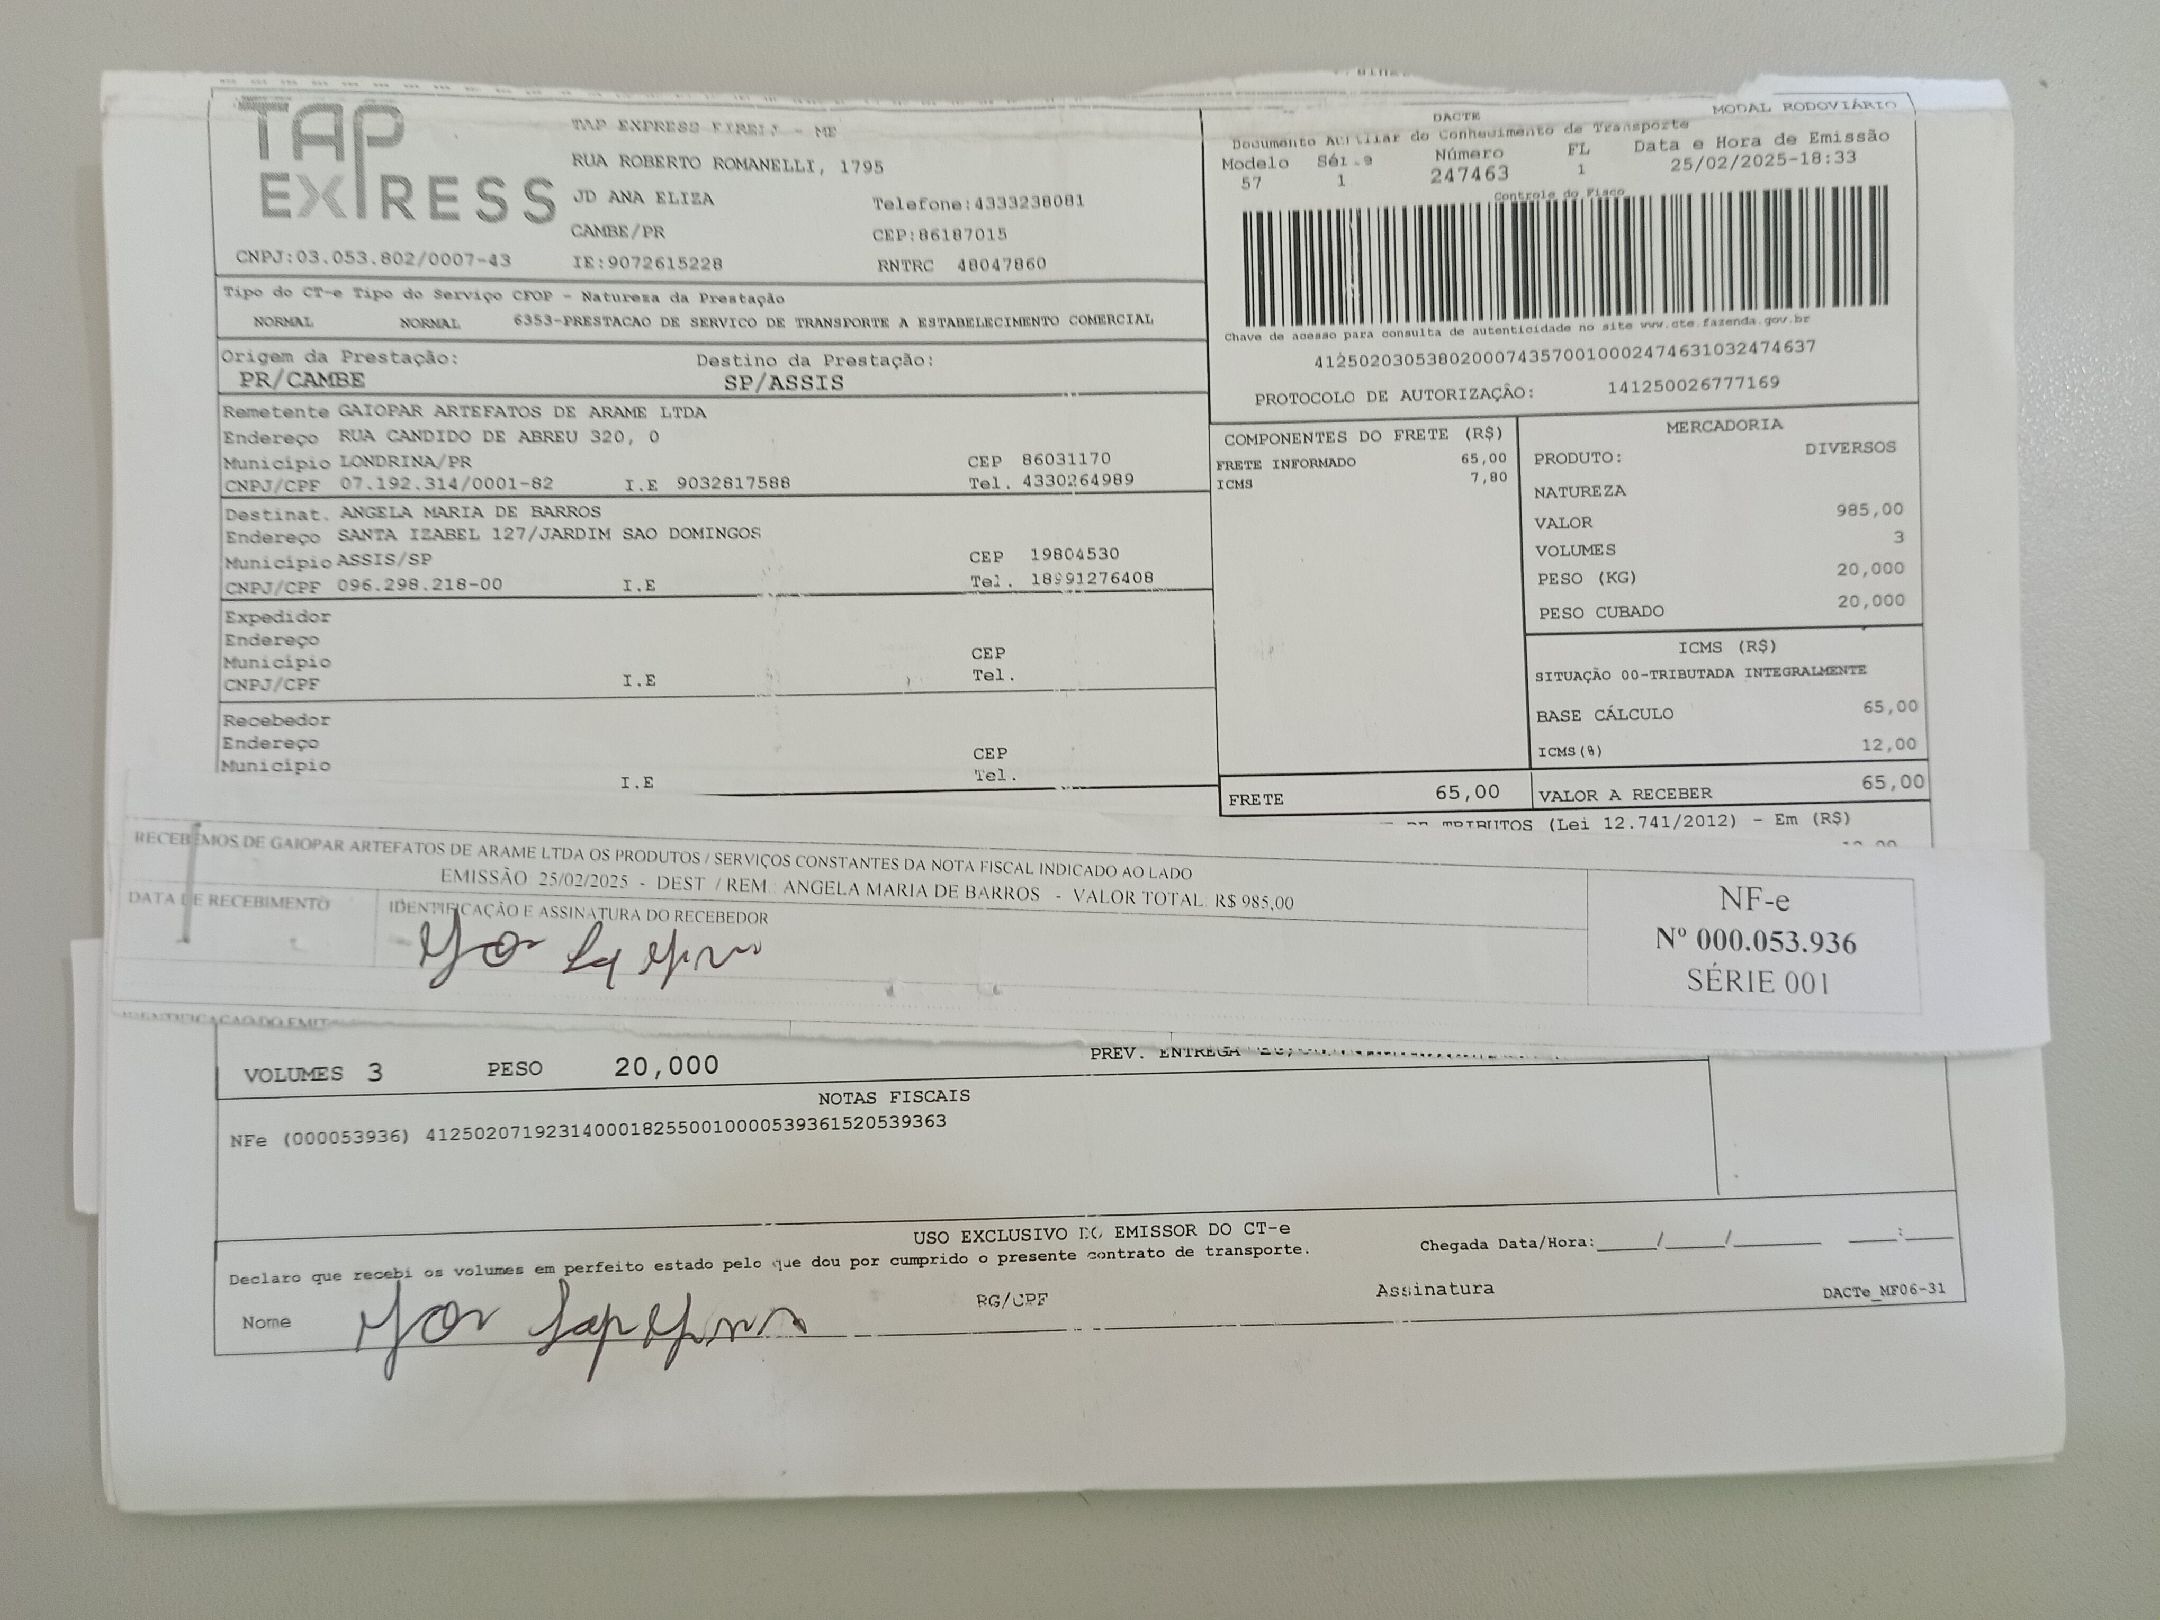 TAP
EXPRESS
CNPJ:03.053.802/0007-43
TAP EXPRESS EIRELI - ME
RUA ROBERTO ROMANELLI, 1795
JD ANA ELIZA
CAMBE/PR
IE:9072615228
Telefone:4333238081
CEP:86187015
RNTRC 48047860
DACTE
MODAL RODOVIÁRIO
Documento Auxiliar do Conhecimento de Transporte
Modelo Série Número FL Data e Hora de Emissão
57 1 247463 1 25/02/2025-18:33
Controle do Fisco
Chave de acesso para consulta de autenticidade no site www.cte.fazenda.gov.br
41250203053802000743570010002474631032474637
PROTOCOLO DE AUTORIZAÇÃO: 141250026777169
Tipo do CT-e Tipo do Serviço CFOP - Natureza da Prestação
NORMAL NORMAL 6353-PRESTACAO DE SERVICO DE TRANSPORTE A ESTABELECIMENTO COMERCIAL
Origem da Prestação: Destino da Prestação:
PR/CAMBE SP/ASSIS
Remetente GAIOPAR ARTEFATOS DE ARAME LTDA
Endereço RUA CANDIDO DE ABREU 320, 0
Município LONDRINA/PR CEP 86031170
CNPJ/CPF 07.192.314/0001-82 I.E 9032817588 Tel. 4330264989
Destinat. ANGELA MARIA DE BARROS
Endereço SANTA IZABEL 127/JARDIM SAO DOMINGOS
Município ASSIS/SP CEP 19804530
CNPJ/CPF 096.298.218-00 I.E Tel. 18991276408
Expedidor
Endereço
Município CEP
CNPJ/CPF I.E Tel.
Recebedor
Endereço
Município CEP
I.E Tel.
COMPONENTES DO FRETE (R$)
FRETE INFORMADO 65,00
ICMS 7,80
MERCADORIA
PRODUTO: DIVERSOS
NATUREZA
VALOR 985,00
VOLUMES 3
PESO (KG) 20,000
PESO CUBADO 20,000
ICMS (R$)
SITUAÇÃO 00-TRIBUTADA INTEGRALMENTE
BASE CÁLCULO 65,00
ICMS(%) 12,00
FRETE 65,00 VALOR A RECEBER 65,00
TRIBUTOS (Lei 12.741/2012) - Em (R$)
RECEBEMOS DE GAIOPAR ARTEFATOS DE ARAME LTDA OS PRODUTOS / SERVIÇOS CONSTANTES DA NOTA FISCAL INDICADO AO LADO
EMISSÃO 25/02/2025 - DEST / REM.: ANGELA MARIA DE BARROS - VALOR TOTAL: R$ 985,00
DATA DE RECEBIMENTO IDENTIFICAÇÃO E ASSINATURA DO RECEBEDOR
NF-e
Nº 000.053.936
SÉRIE 001
VOLUMES 3 PESO 20,000 PREV. ENTREGA
NOTAS FISCAIS
NFe (000053936) 41250207192314000182550010000539361520539363
USO EXCLUSIVO DO EMISSOR DO CT-e
Declaro que recebi os volumes em perfeito estado pelo que dou por cumprido o presente contrato de transporte.
Chegada Data/Hora:_____/_____/_______ ____:____
Nome RG/CPF Assinatura DACTe_MF06-31